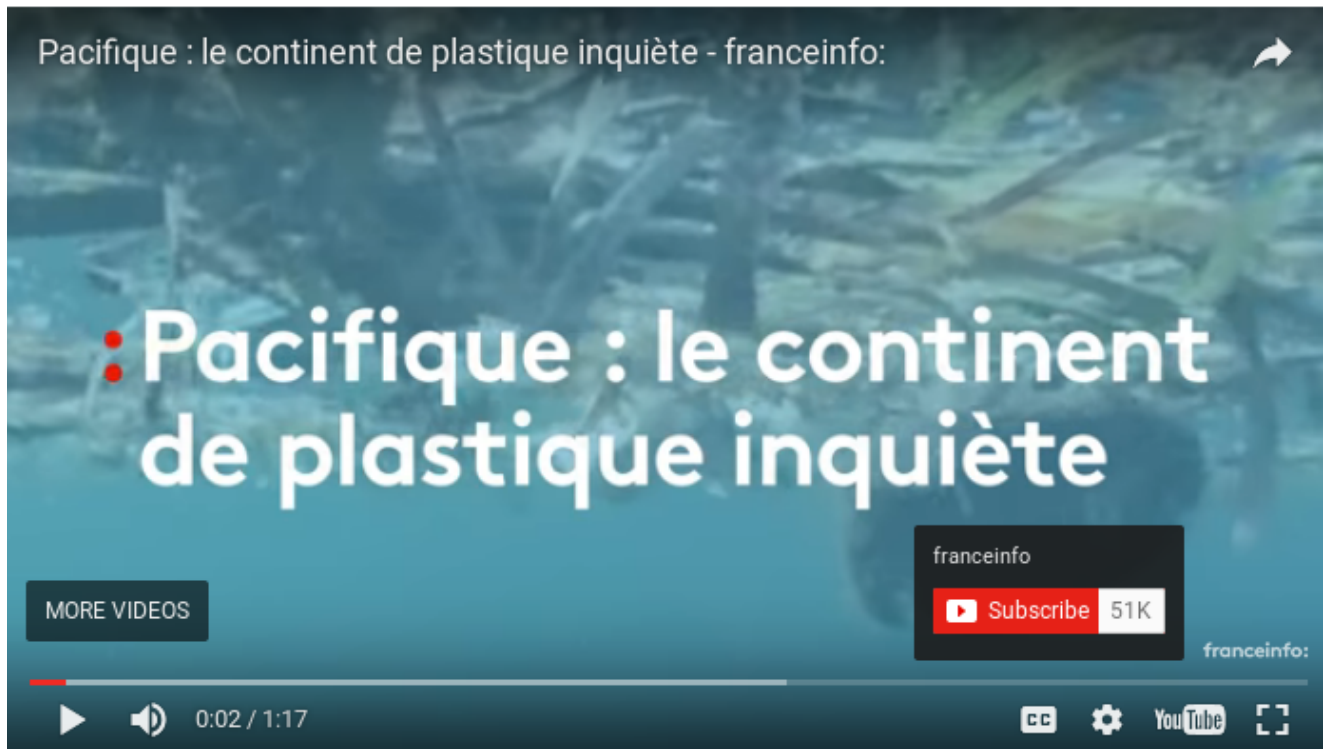 Pacifique : le continent de plastique inquiète - franceinfo:
: Pacifique : le continent
de plastique inquiète
franceinfo
MORE VIDEOS
Subscribe 51K
franceinfo:
0:02 / 1:17
CC
YouTube